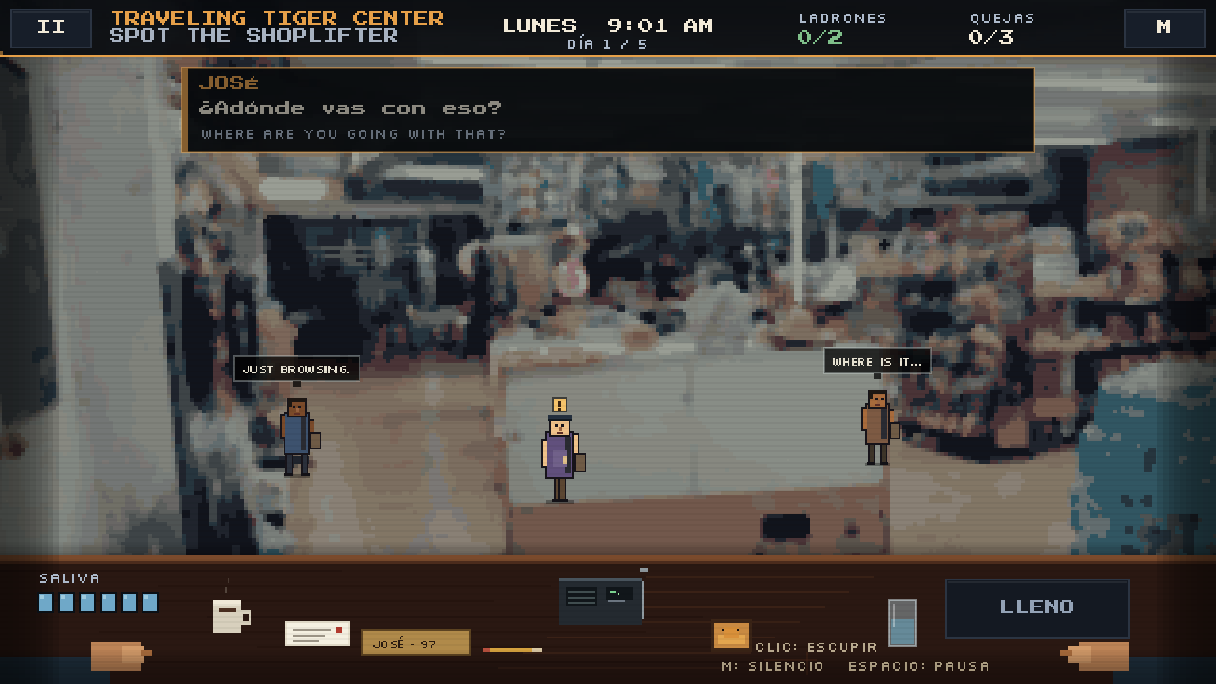 II
TRAVELING TIGER CENTER
SPOT THE SHOPLIFTER
LUNES 9:01 AM
DÍA 1 / 5
LADRONES
0/2
QUEJAS
0/3
M
JOSé
¿Adónde vas con eso?
WHERE ARE YOU GOING WITH THAT?
JUST BROWSING.
WHERE IS IT...
!
SALIVA
JOSÉ - 97
LLENO
CLIC: ESCUPIR
M: SILENCIO ESPACIO: PAUSA